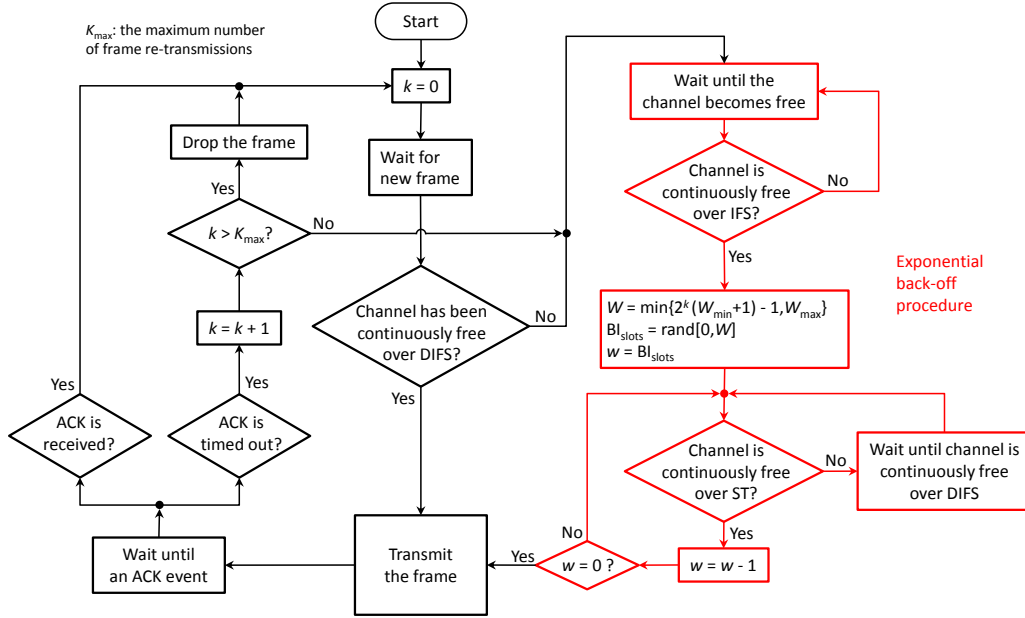 Start
K_max: the maximum number
of frame re-transmissions
k = 0
Wait until the
channel becomes free
Drop the frame
Wait for
new frame
Yes
No
Channel is
continuously free
over IFS?
No
k > K_max?
Yes
Exponential
back-off
procedure
W = min{2^k (W_min+1) - 1,W_max}
BI_slots = rand[0,W]
w = BI_slots
k = k + 1
Channel has been
continuously free
over DIFS?
No
Yes
Yes
Yes
ACK is
received?
ACK is
timed out?
Channel is
continuously free
over ST?
No
Wait until channel is
continuously free
over DIFS
Yes
No
Wait until
an ACK event
Transmit
the frame
Yes
w = 0 ?
w = w - 1